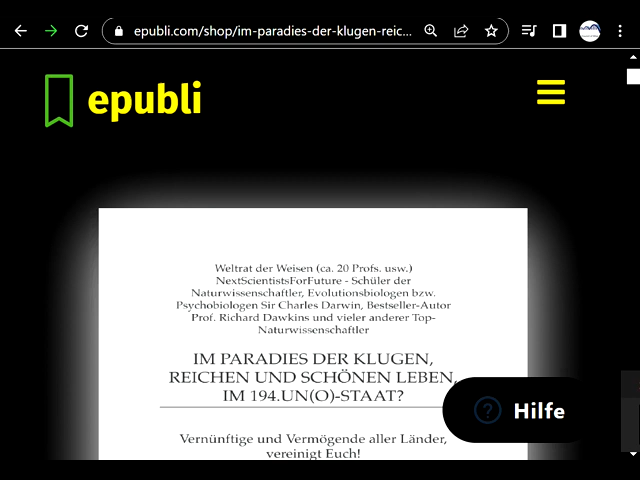 epubli.com/shop/im-paradies-der-klugen-reic...
epubli
Weltrat der Weisen (ca. 20 Profs. usw.)
NextScientistsForFuture - Schüler der
Naturwissenschaftler, Evolutionsbiologen bzw.
Psychobiologen Sir Charles Darwin, Bestseller-Autor
Prof. Richard Dawkins und vieler anderer Top-
Naturwissenschaftler
IM PARADIES DER KLUGEN,
REICHEN UND SCHÖNEN LEBEN,
IM 194.UN(O)-STAAT?
Vernünftige und Vermögende aller Länder,
vereinigt Euch!
? Hilfe